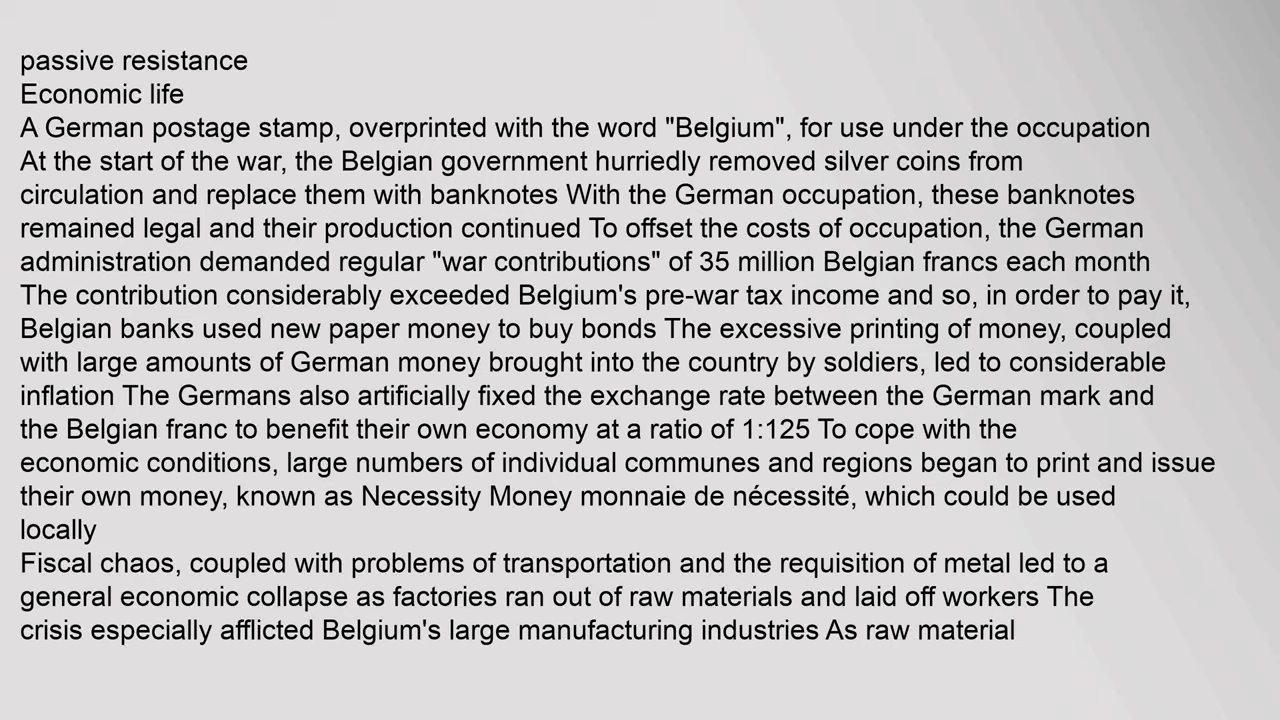 passive resistance
Economic life
A German postage stamp, overprinted with the word "Belgium", for use under the occupation
At the start of the war, the Belgian government hurriedly removed silver coins from
circulation and replace them with banknotes With the German occupation, these banknotes
remained legal and their production continued To offset the costs of occupation, the German
administration demanded regular "war contributions" of 35 million Belgian francs each month
The contribution considerably exceeded Belgium's pre-war tax income and so, in order to pay it,
Belgian banks used new paper money to buy bonds The excessive printing of money, coupled
with large amounts of German money brought into the country by soldiers, led to considerable
inflation The Germans also artificially fixed the exchange rate between the German mark and
the Belgian franc to benefit their own economy at a ratio of 1:125 To cope with the
economic conditions, large numbers of individual communes and regions began to print and issue
their own money, known as Necessity Money monnaie de nécessité, which could be used
locally
Fiscal chaos, coupled with problems of transportation and the requisition of metal led to a
general economic collapse as factories ran out of raw materials and laid off workers The
crisis especially afflicted Belgium's large manufacturing industries As raw material